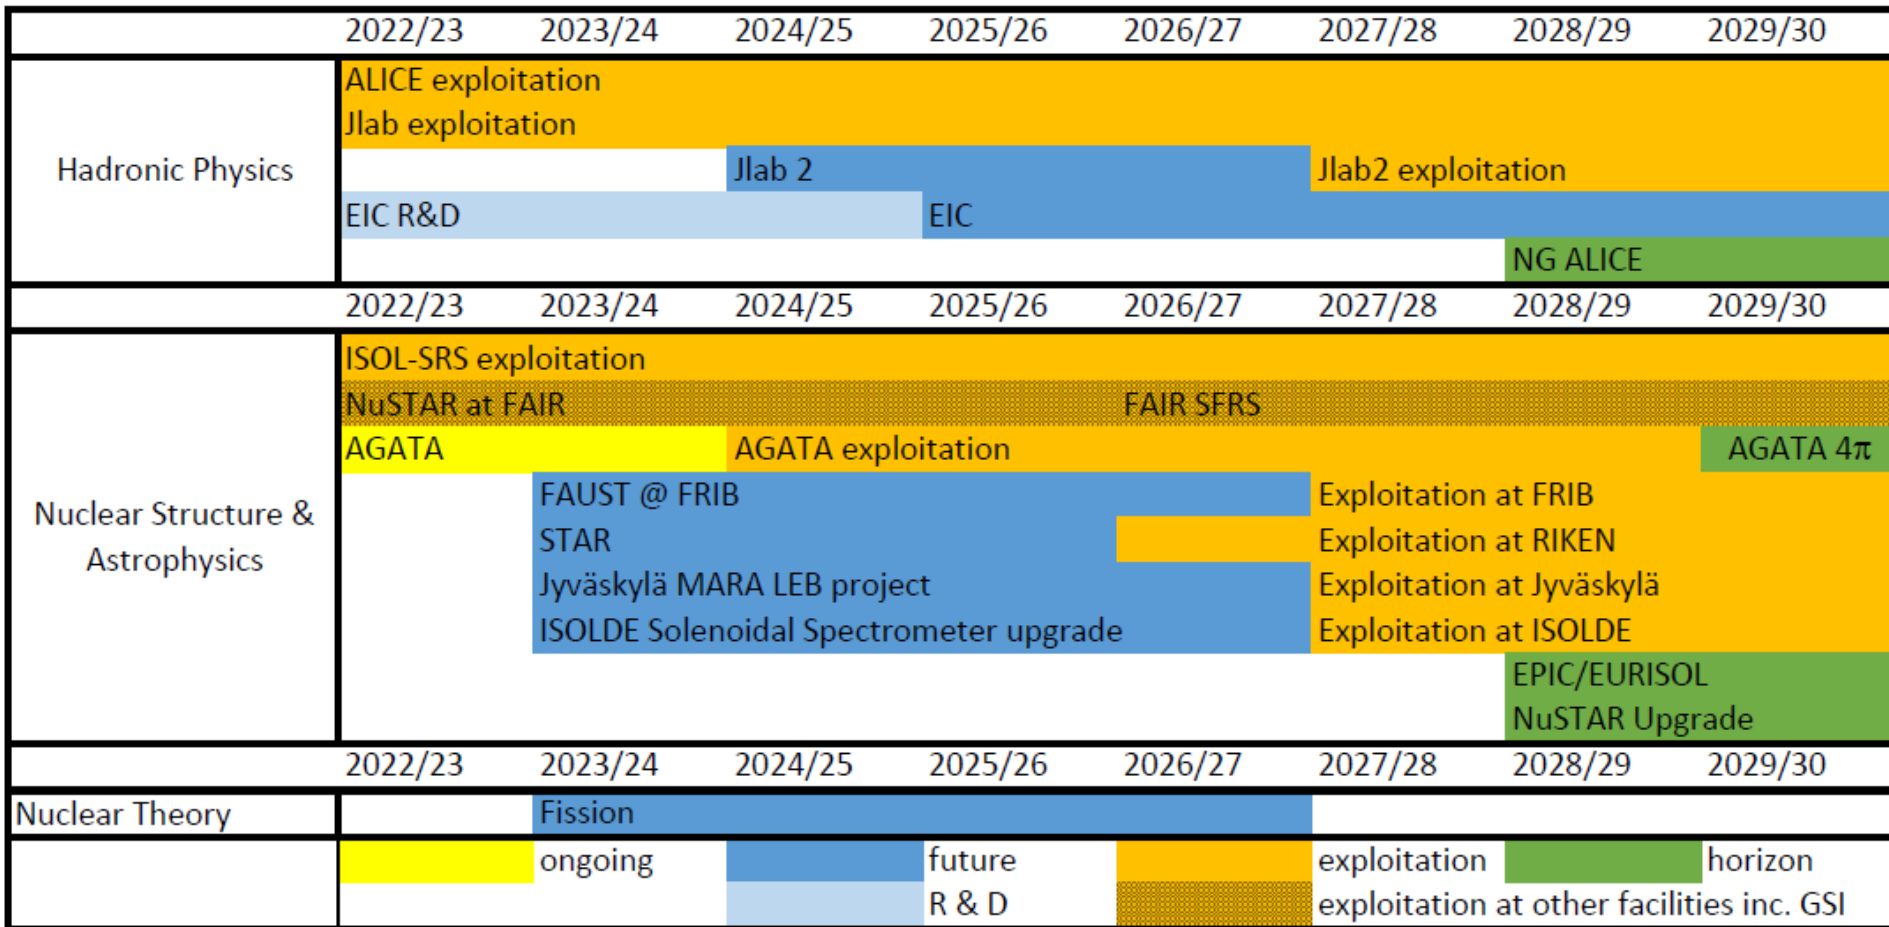 2022/23 2023/24 2024/25 2025/26 2026/27 2027/28 2028/29 2029/30
ALICE exploitation
Jlab exploitation
Hadronic Physics
Jlab 2 Jlab2 exploitation
EIC R&D EIC
NG ALICE
2022/23 2023/24 2024/25 2025/26 2026/27 2027/28 2028/29 2029/30
ISOL-SRS exploitation
NuSTAR at FAIR FAIR SFRS
AGATA AGATA exploitation AGATA 4π
Nuclear Structure &
Astrophysics
FAUST @ FRIB Exploitation at FRIB
STAR Exploitation at RIKEN
Jyväskylä MARA LEB project Exploitation at Jyväskylä
ISOLDE Solenoidal Spectrometer upgrade Exploitation at ISOLDE
EPIC/EURISOL
NuSTAR Upgrade
2022/23 2023/24 2024/25 2025/26 2026/27 2027/28 2028/29 2029/30
Nuclear Theory Fission
ongoing future exploitation horizon
R & D exploitation at other facilities inc. GSI